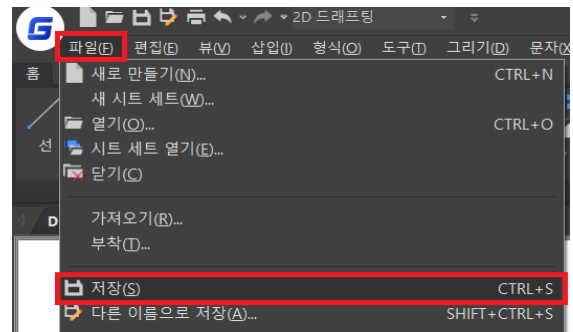 2D 드래프팅
파일(F) 편집(E) 뷰(V) 삽입(I) 형식(O) 도구(T) 그리기(D) 문자(X
홈
새로 만들기(N)... CTRL+N
새 시트 세트(W)...
열기(O)... CTRL+O
선
시트 세트 열기(E)...
닫기(C)
D
가져오기(R)...
부착(T)...
저장(S) CTRL+S
다른 이름으로 저장(A)... SHIFT+CTRL+S